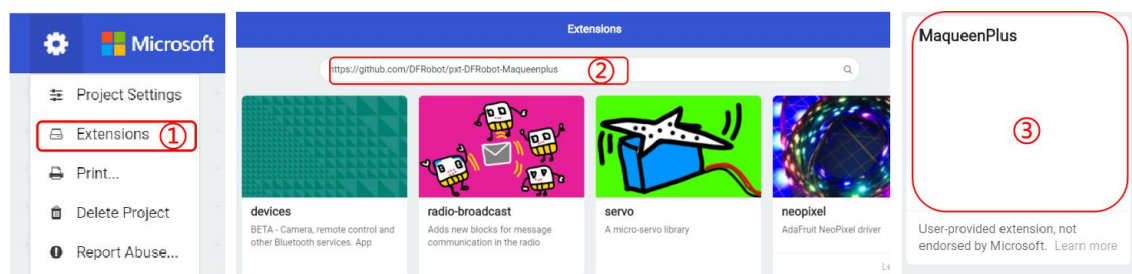 Microsoft
Project Settings
Extensions ①
Print...
Delete Project
Report Abuse...
Extensions
https://github.com/DFRobot/pxt-DFRobot-Maqueenplus ②
devices
BETA - Camera, remote control and
other Bluetooth services. App
radio-broadcast
Adds new blocks for message
communication in the radio
servo
A micro-servo library
neopixel
AdaFruit NeoPixel driver
Le
MaqueenPlus
③
User-provided extension, not
endorsed by Microsoft. Learn more